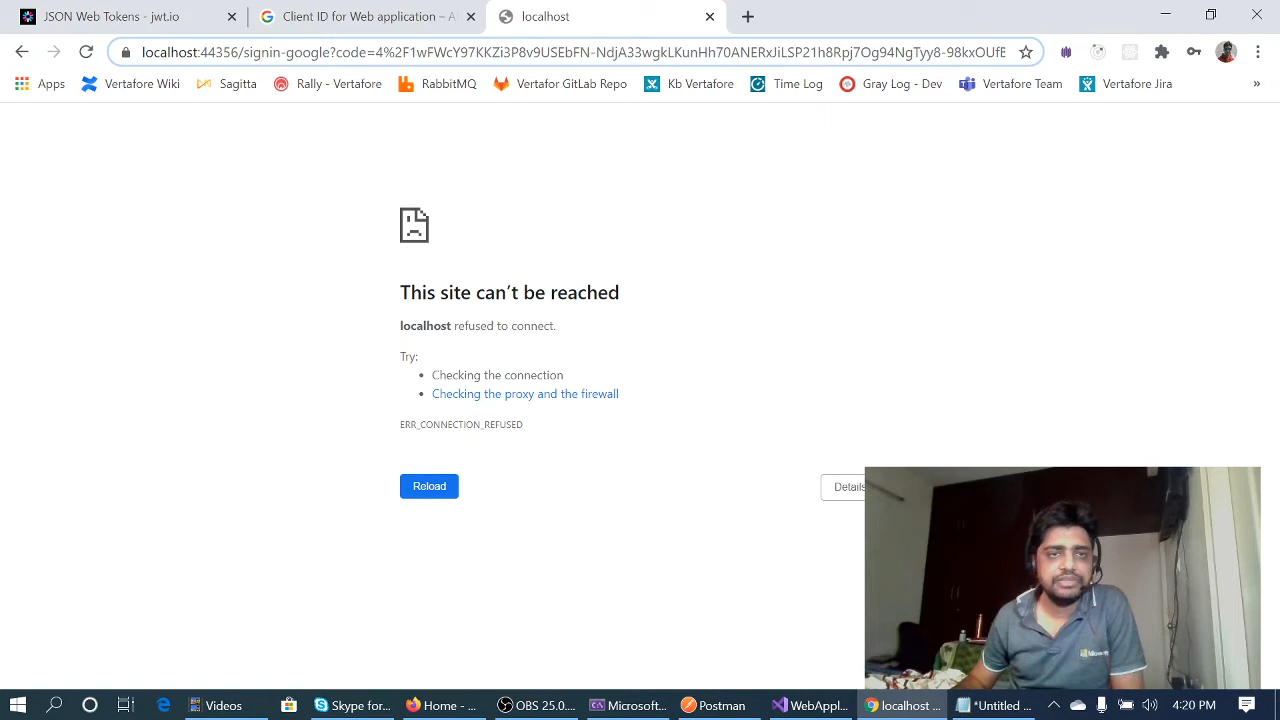 JSON Web Tokens - jwt.io
Client ID for Web application – A
localhost
localhost:44356/signin-google?code=4%2F1wFWcY97KKZi3P8v9USEbFN-NdjA33wgkLKunHh70ANERxJiLSP21h8Rpj7Og94NgTyy8-98kxOUfE
Apps
Vertafore Wiki
Sagitta
Rally - Vertafore
RabbitMQ
Vertafor GitLab Repo
Kb Vertafore
Time Log
Gray Log - Dev
Vertafore Team
Vertafore Jira
»
This site can’t be reached
localhost refused to connect.
Try:
• Checking the connection
• Checking the proxy and the firewall
ERR_CONNECTION_REFUSED
Reload
Details
Videos
Skype for...
Home - ...
OBS 25.0...
Microsoft...
Postman
WebAppl...
localhost ...
*Untitled ...
4:20 PM